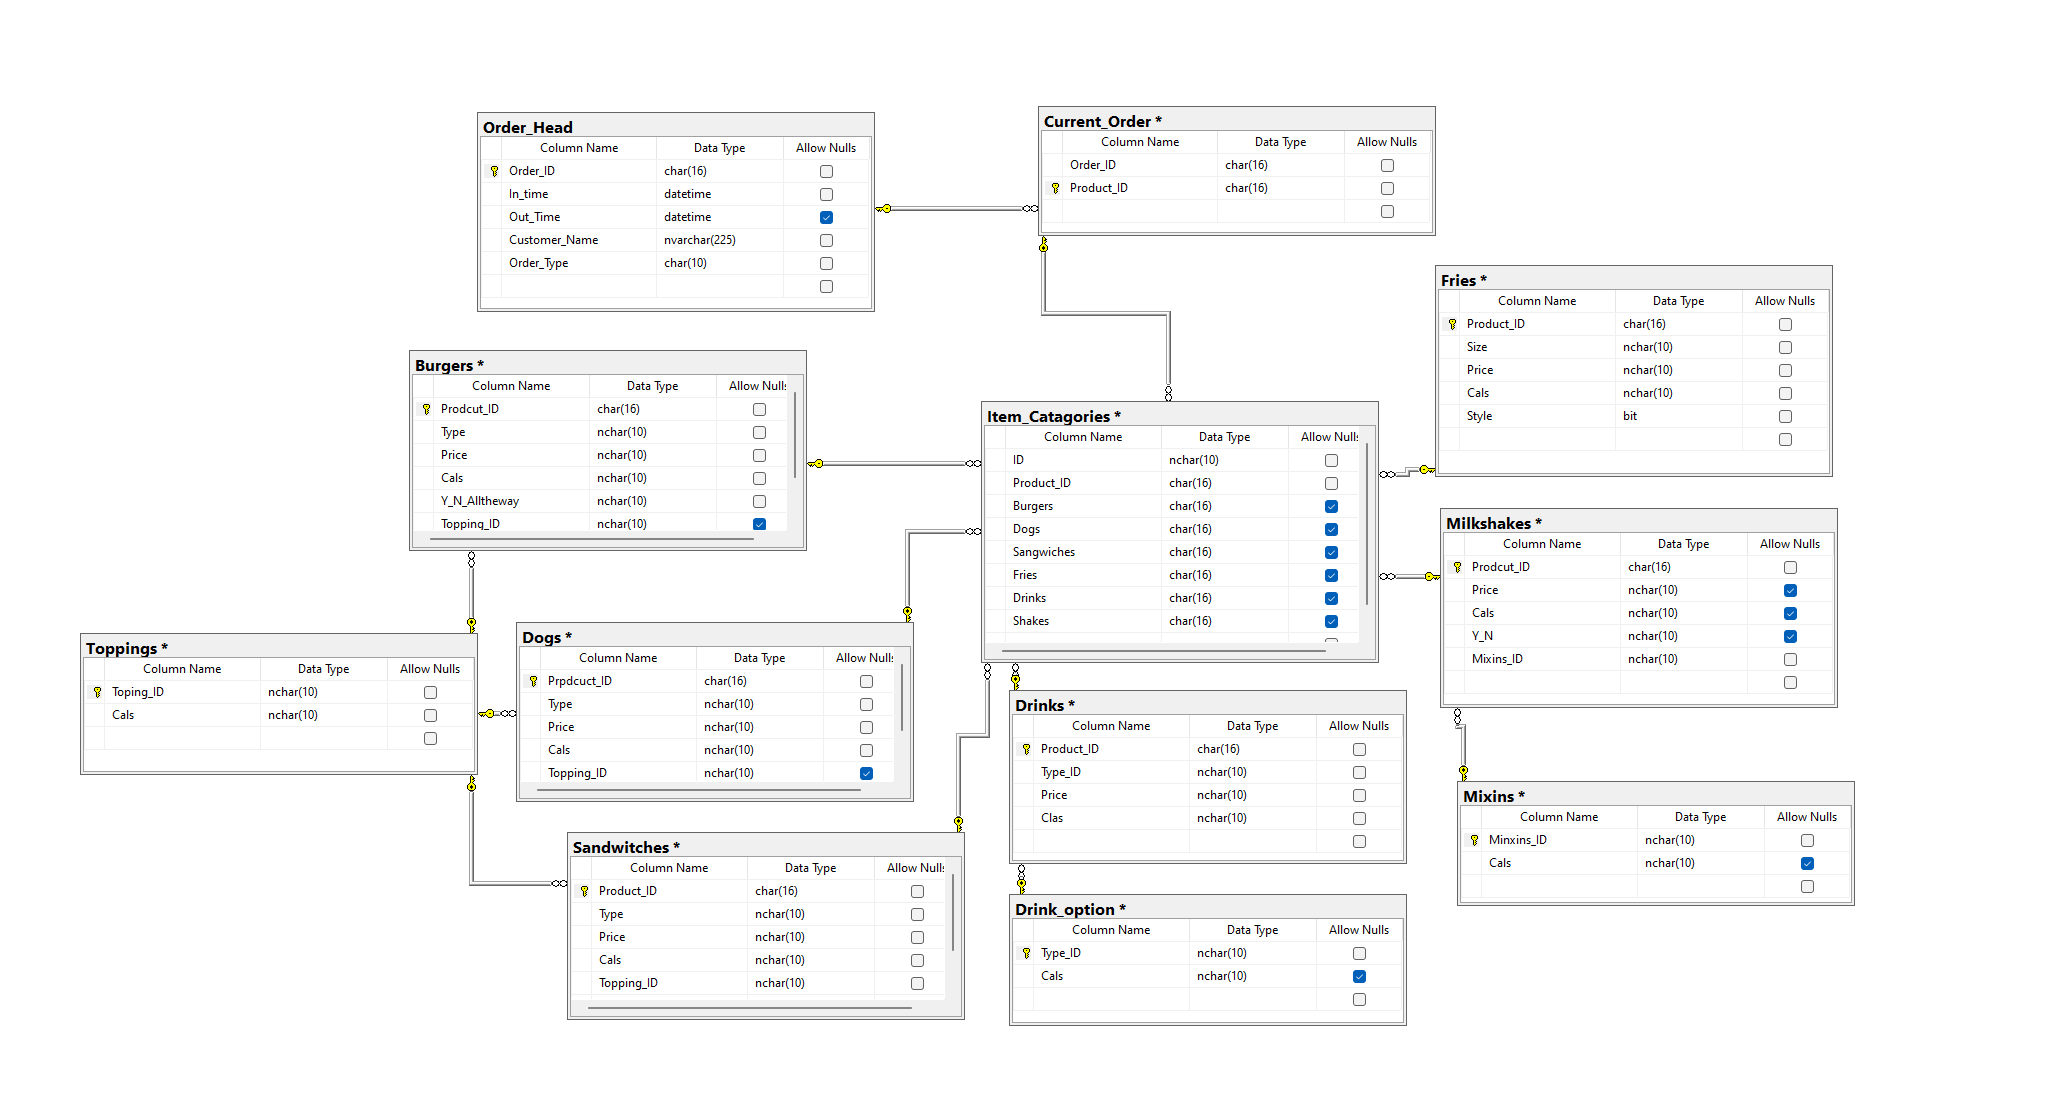 Order_Head
Column Name Data Type Allow Nulls
Order_ID char(16)
In_time datetime
Out_Time datetime
Customer_Name nvarchar(225)
Order_Type char(10)
Current_Order *
Column Name Data Type Allow Nulls
Order_ID char(16)
Product_ID char(16)
Fries *
Column Name Data Type Allow Nulls
Product_ID char(16)
Size nchar(10)
Price nchar(10)
Cals nchar(10)
Style bit
Burgers *
Column Name Data Type Allow Nulls
Prodcut_ID char(16)
Type nchar(10)
Price nchar(10)
Cals nchar(10)
Y_N_Alltheway nchar(10)
Topping_ID nchar(10)
Item_Catagories *
Column Name Data Type Allow Nulls
ID nchar(10)
Product_ID char(16)
Burgers char(16)
Dogs char(16)
Sangwiches char(16)
Fries char(16)
Drinks char(16)
Shakes char(16)
Milkshakes *
Column Name Data Type Allow Nulls
Prodcut_ID char(16)
Price nchar(10)
Cals nchar(10)
Y_N nchar(10)
Mixins_ID nchar(10)
Toppings *
Column Name Data Type Allow Nulls
Toping_ID nchar(10)
Cals nchar(10)
Dogs *
Column Name Data Type Allow Nulls
Prpdcuct_ID char(16)
Type nchar(10)
Price nchar(10)
Cals nchar(10)
Topping_ID nchar(10)
Drinks *
Column Name Data Type Allow Nulls
Product_ID char(16)
Type_ID nchar(10)
Price nchar(10)
Clas nchar(10)
Mixins *
Column Name Data Type Allow Nulls
Minxins_ID nchar(10)
Cals nchar(10)
Sandwitches *
Column Name Data Type Allow Nulls
Product_ID char(16)
Type nchar(10)
Price nchar(10)
Cals nchar(10)
Topping_ID nchar(10)
Drink_option *
Column Name Data Type Allow Nulls
Type_ID nchar(10)
Cals nchar(10)